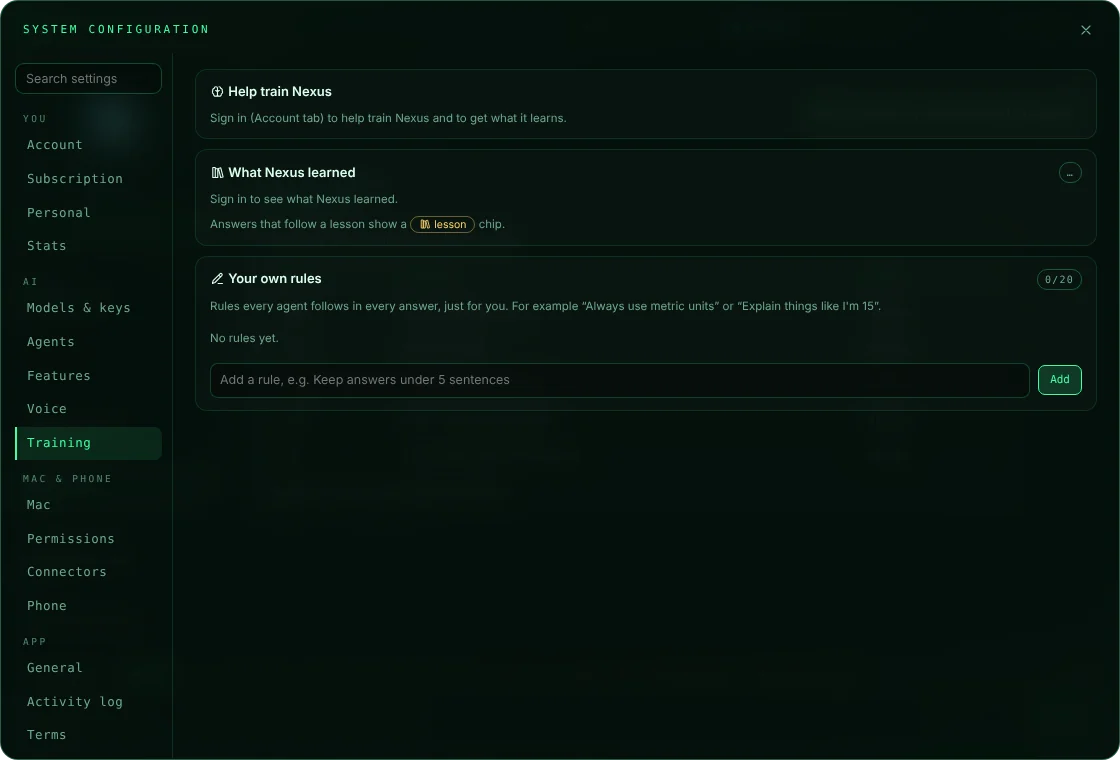 SYSTEM CONFIGURATION
Search settings
YOU
Account
Subscription
Personal
Stats
AI
Models & keys
Agents
Features
Voice
Training
MAC & PHONE
Mac
Permissions
Connectors
Phone
APP
General
Activity log
Terms
Help train Nexus
Sign in (Account tab) to help train Nexus and to get what it learns.
What Nexus learned
…
Sign in to see what Nexus learned.
Answers that follow a lesson show a lesson chip.
Your own rules
0/20
Rules every agent follows in every answer, just for you. For example “Always use metric units” or “Explain things like I'm 15”.
No rules yet.
Add a rule, e.g. Keep answers under 5 sentences
Add